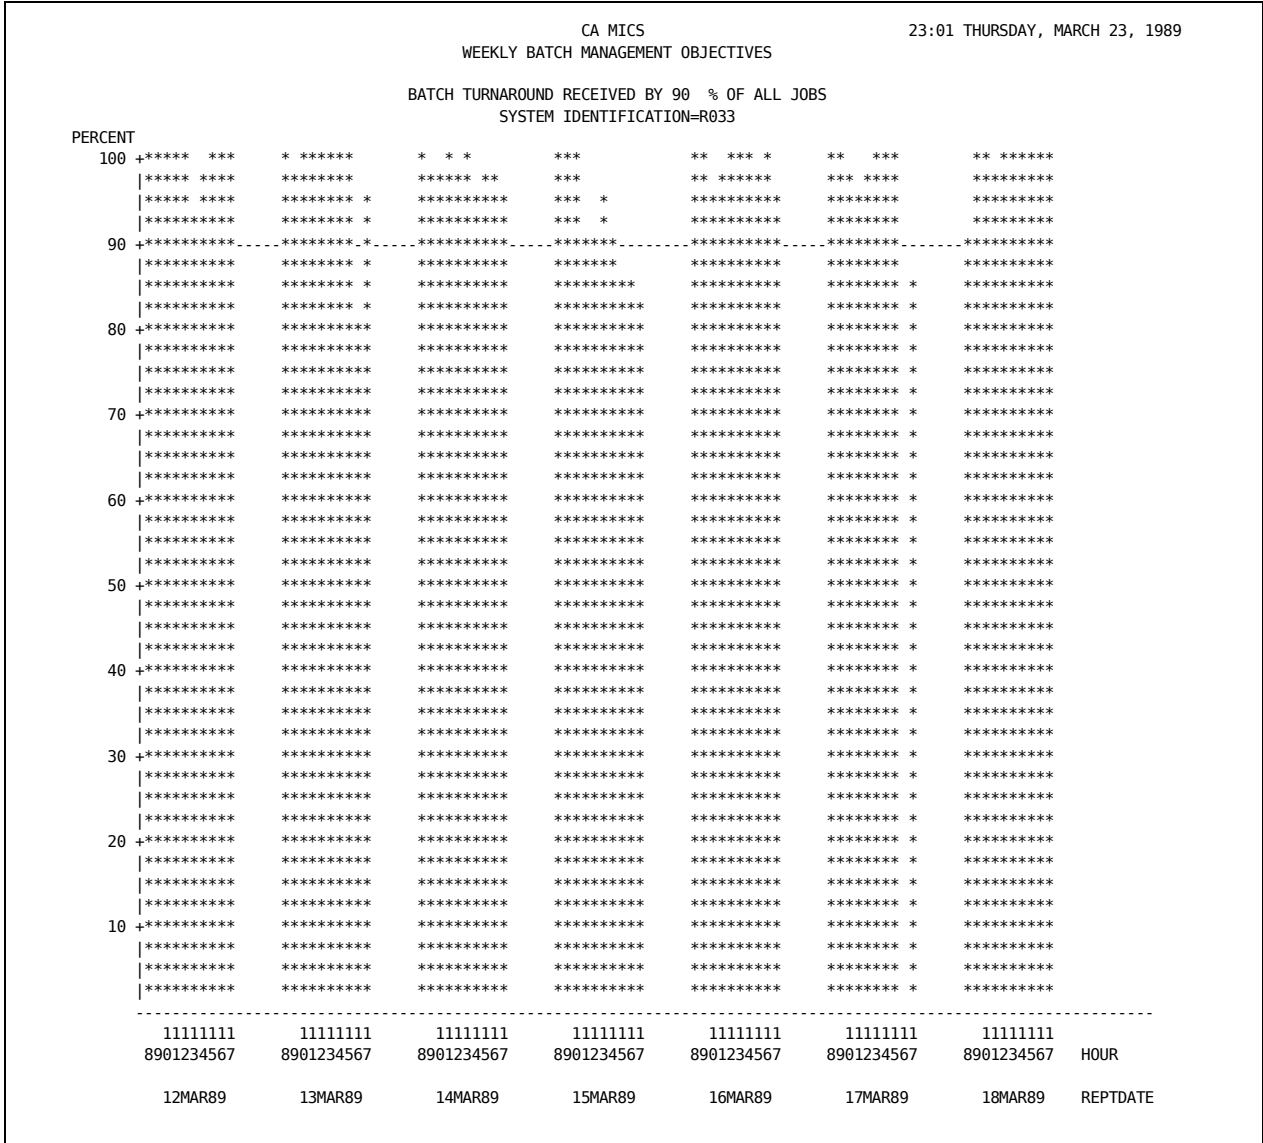 CA MICS                             23:01 THURSDAY, MARCH 23, 1989
WEEKLY BATCH MANAGEMENT OBJECTIVES
BATCH TURNAROUND RECEIVED BY 90  % OF ALL JOBS
SYSTEM IDENTIFICATION=R033
PERCENT
   100 +*****  ***     * ******       *  * *         ***            **  *** *      **   ***        ** ******
       |***** ****     ********       ****** **      ***            ** ******      *** ****        *********
       |***** ****     ******** *     **********     ***  *         **********     ********        *********
       |**********     ******** *     **********     ***  *         **********     ********        *********
    90 +**********-----********-*-----**********-----*******--------**********-----********-------**********
       |**********     ******** *     **********     *******        **********     ********       **********
       |**********     ******** *     **********     *********      **********     ******** *     **********
       |**********     ******** *     **********     **********     **********     ******** *     **********
    80 +**********     **********     **********     **********     **********     ******** *     **********
       |**********     **********     **********     **********     **********     ******** *     **********
       |**********     **********     **********     **********     **********     ******** *     **********
       |**********     **********     **********     **********     **********     ******** *     **********
    70 +**********     **********     **********     **********     **********     ******** *     **********
       |**********     **********     **********     **********     **********     ******** *     **********
       |**********     **********     **********     **********     **********     ******** *     **********
       |**********     **********     **********     **********     **********     ******** *     **********
    60 +**********     **********     **********     **********     **********     ******** *     **********
       |**********     **********     **********     **********     **********     ******** *     **********
       |**********     **********     **********     **********     **********     ******** *     **********
       |**********     **********     **********     **********     **********     ******** *     **********
    50 +**********     **********     **********     **********     **********     ******** *     **********
       |**********     **********     **********     **********     **********     ******** *     **********
       |**********     **********     **********     **********     **********     ******** *     **********
       |**********     **********     **********     **********     **********     ******** *     **********
    40 +**********     **********     **********     **********     **********     ******** *     **********
       |**********     **********     **********     **********     **********     ******** *     **********
       |**********     **********     **********     **********     **********     ******** *     **********
       |**********     **********     **********     **********     **********     ******** *     **********
    30 +**********     **********     **********     **********     **********     ******** *     **********
       |**********     **********     **********     **********     **********     ******** *     **********
       |**********     **********     **********     **********     **********     ******** *     **********
       |**********     **********     **********     **********     **********     ******** *     **********
    20 +**********     **********     **********     **********     **********     ******** *     **********
       |**********     **********     **********     **********     **********     ******** *     **********
       |**********     **********     **********     **********     **********     ******** *     **********
       |**********     **********     **********     **********     **********     ******** *     **********
    10 +**********     **********     **********     **********     **********     ******** *     **********
       |**********     **********     **********     **********     **********     ******** *     **********
       |**********     **********     **********     **********     **********     ******** *     **********
       |**********     **********     **********     **********     **********     ******** *     **********
       ----------------------------------------------------------------------------------------------------------------
          11111111       11111111       11111111       11111111       11111111       11111111       11111111
        8901234567     8901234567     8901234567     8901234567     8901234567     8901234567     8901234567   HOUR
          12MAR89        13MAR89        14MAR89        15MAR89        16MAR89        17MAR89        18MAR89    REPTDATE